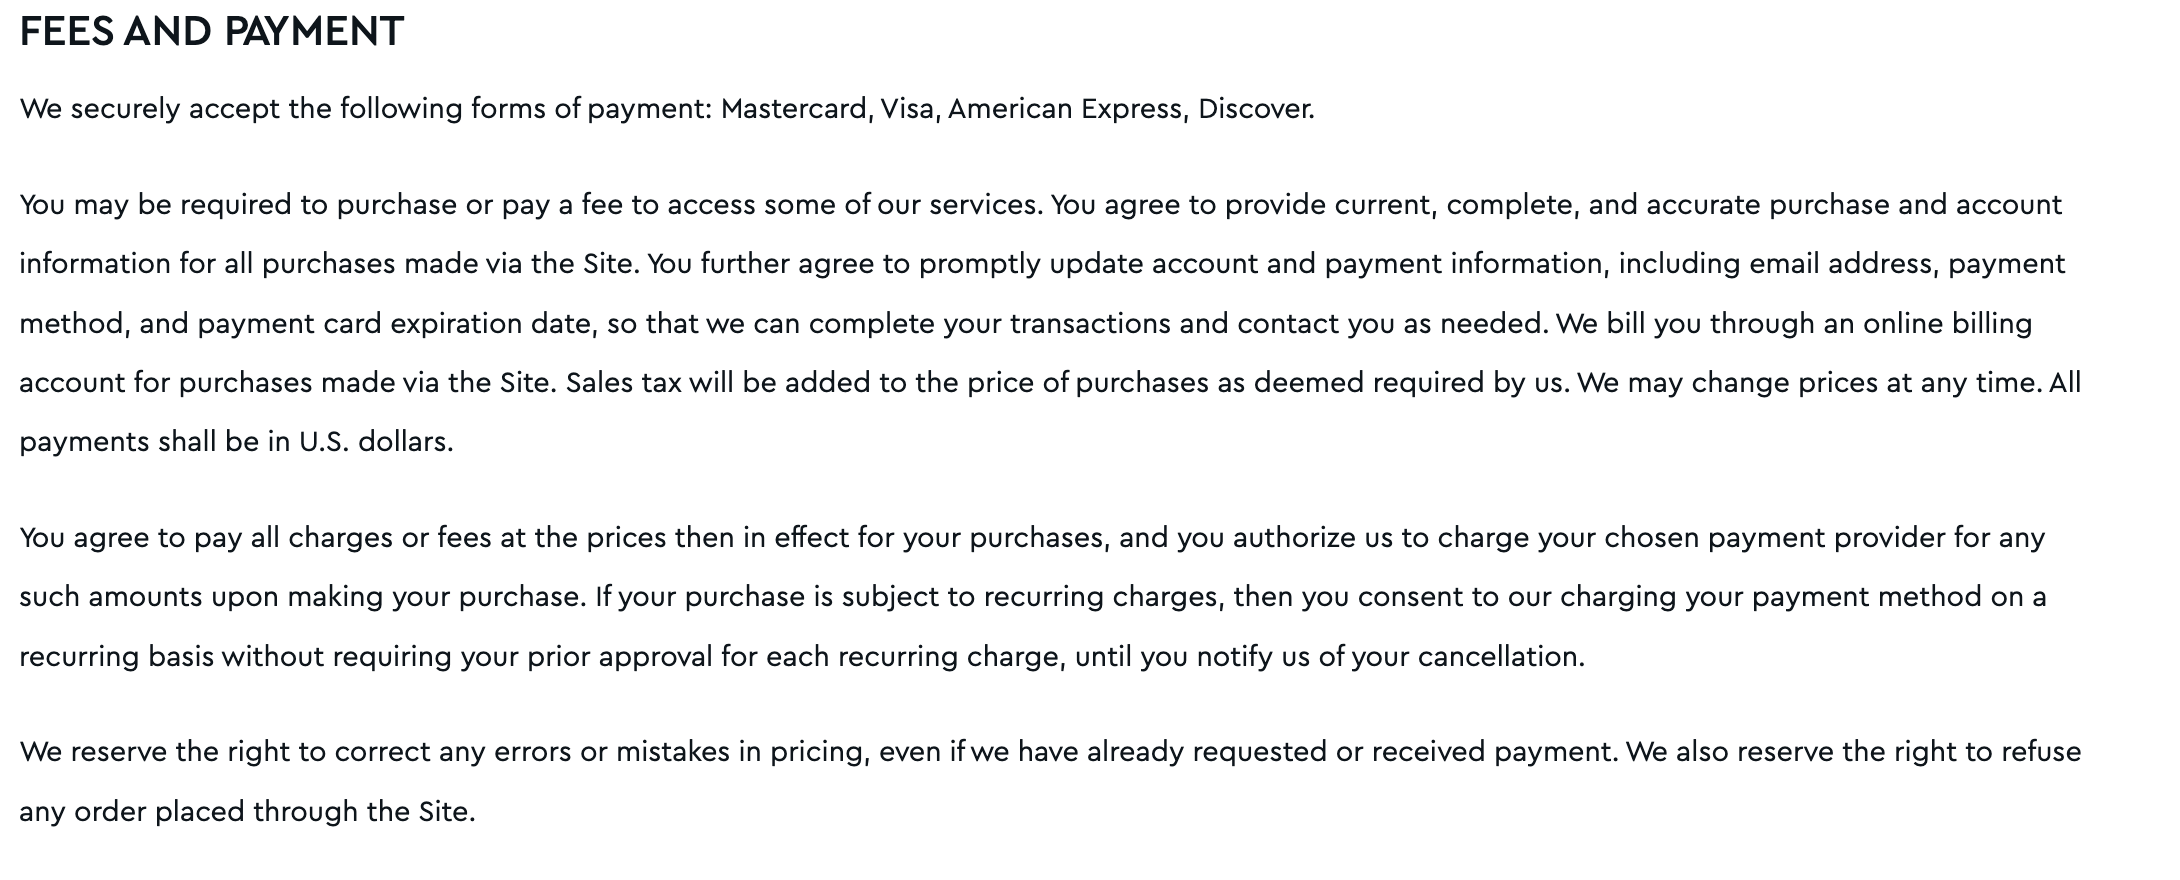 FEES AND PAYMENT
We securely accept the following forms of payment: Mastercard, Visa, American Express, Discover.
You may be required to purchase or pay a fee to access some of our services. You agree to provide current, complete, and accurate purchase and account
information for all purchases made via the Site. You further agree to promptly update account and payment information, including email address, payment
method, and payment card expiration date, so that we can complete your transactions and contact you as needed. We bill you through an online billing
account for purchases made via the Site. Sales tax will be added to the price of purchases as deemed required by us. We may change prices at any time. All
payments shall be in U.S. dollars.
You agree to pay all charges or fees at the prices then in effect for your purchases, and you authorize us to charge your chosen payment provider for any
such amounts upon making your purchase. If your purchase is subject to recurring charges, then you consent to our charging your payment method on a
recurring basis without requiring your prior approval for each recurring charge, until you notify us of your cancellation.
We reserve the right to correct any errors or mistakes in pricing, even if we have already requested or received payment. We also reserve the right to refuse
any order placed through the Site.